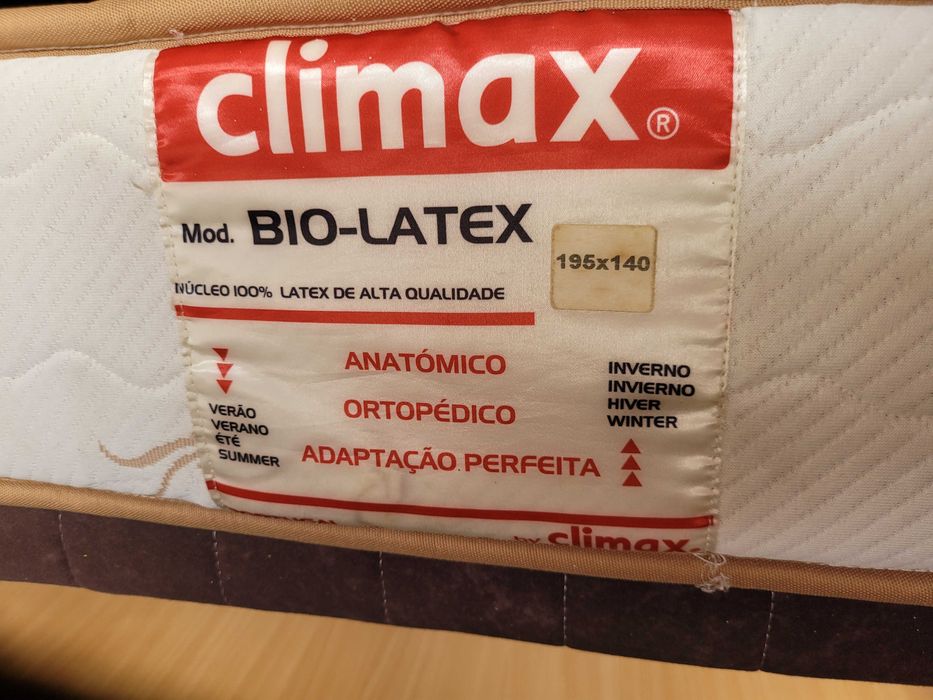 climax®
Mod. BIO-LATEX
195x140
NÚCLEO 100% LATEX DE ALTA QUALIDADE
ANATÓMICO
ORTOPÉDICO
ADAPTAÇÃO PERFEITA
VERÃO
VERANO
ÉTÉ
SUMMER
INVERNO
INVIERNO
HIVER
WINTER
BY climax